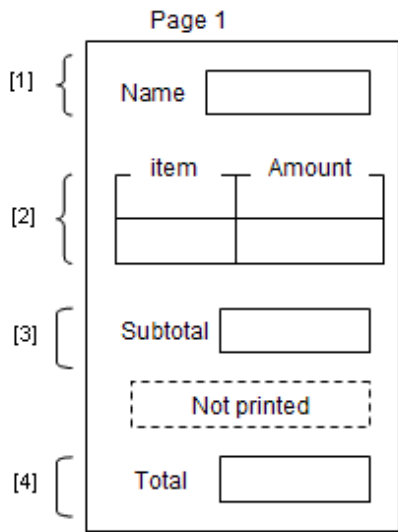 Page 1
[1]
Name
item Amount
[2]
[3]
Subtotal
Not printed
[4]
Total